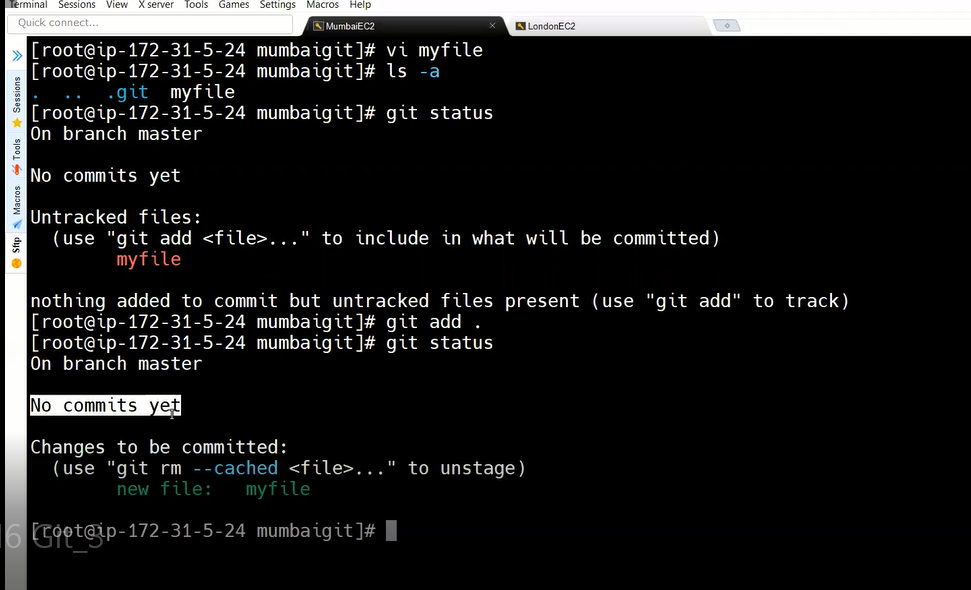 Terminal Sessions View X server Tools Games Settings Macros Help
Quick connect...
MumbaiEC2
LondonEC2
Sessions
Tools
Macros
Sftp
[root@ip-172-31-5-24 mumbaigit]# vi myfile
[root@ip-172-31-5-24 mumbaigit]# ls -a
. .. .git myfile
[root@ip-172-31-5-24 mumbaigit]# git status
On branch master
No commits yet
Untracked files:
(use "git add <file>..." to include in what will be committed)
myfile
nothing added to commit but untracked files present (use "git add" to track)
[root@ip-172-31-5-24 mumbaigit]# git add .
[root@ip-172-31-5-24 mumbaigit]# git status
On branch master
No commits yet
Changes to be committed:
(use "git rm --cached <file>..." to unstage)
new file: myfile
[root@ip-172-31-5-24 mumbaigit]#
6 Git_3